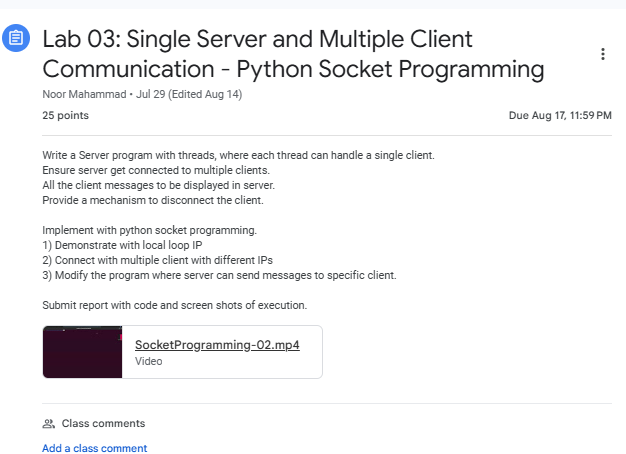 Lab 03: Single Server and Multiple Client
Communication - Python Socket Programming
Noor Mahammad • Jul 29 (Edited Aug 14)
25 points
Due Aug 17, 11:59 PM
Write a Server program with threads, where each thread can handle a single client.
Ensure server get connected to multiple clients.
All the client messages to be displayed in server.
Provide a mechanism to disconnect the client.
Implement with python socket programming.
1) Demonstrate with local loop IP
2) Connect with multiple client with different IPs
3) Modify the program where server can send messages to specific client.
Submit report with code and screen shots of execution.
SocketProgramming-02.mp4
Video
Class comments
Add a class comment